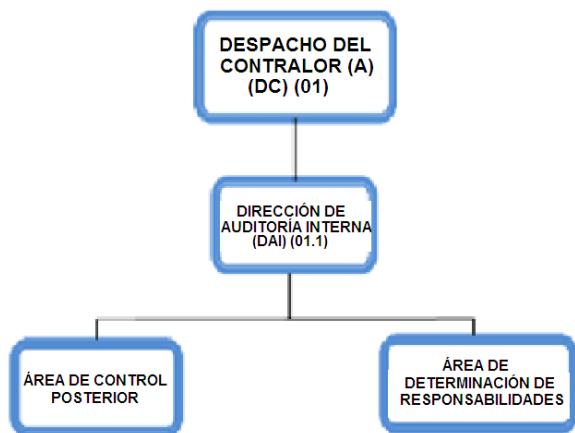 DESPACHO DEL
CONTRALOR (A)
(DC) (01)
DIRECCIÓN DE
AUDITORÍA INTERNA
(DAI) (01.1)
ÁREA DE CONTROL
POSTERIOR
ÁREA DE
DETERMINACIÓN DE
RESPONSABILIDADES